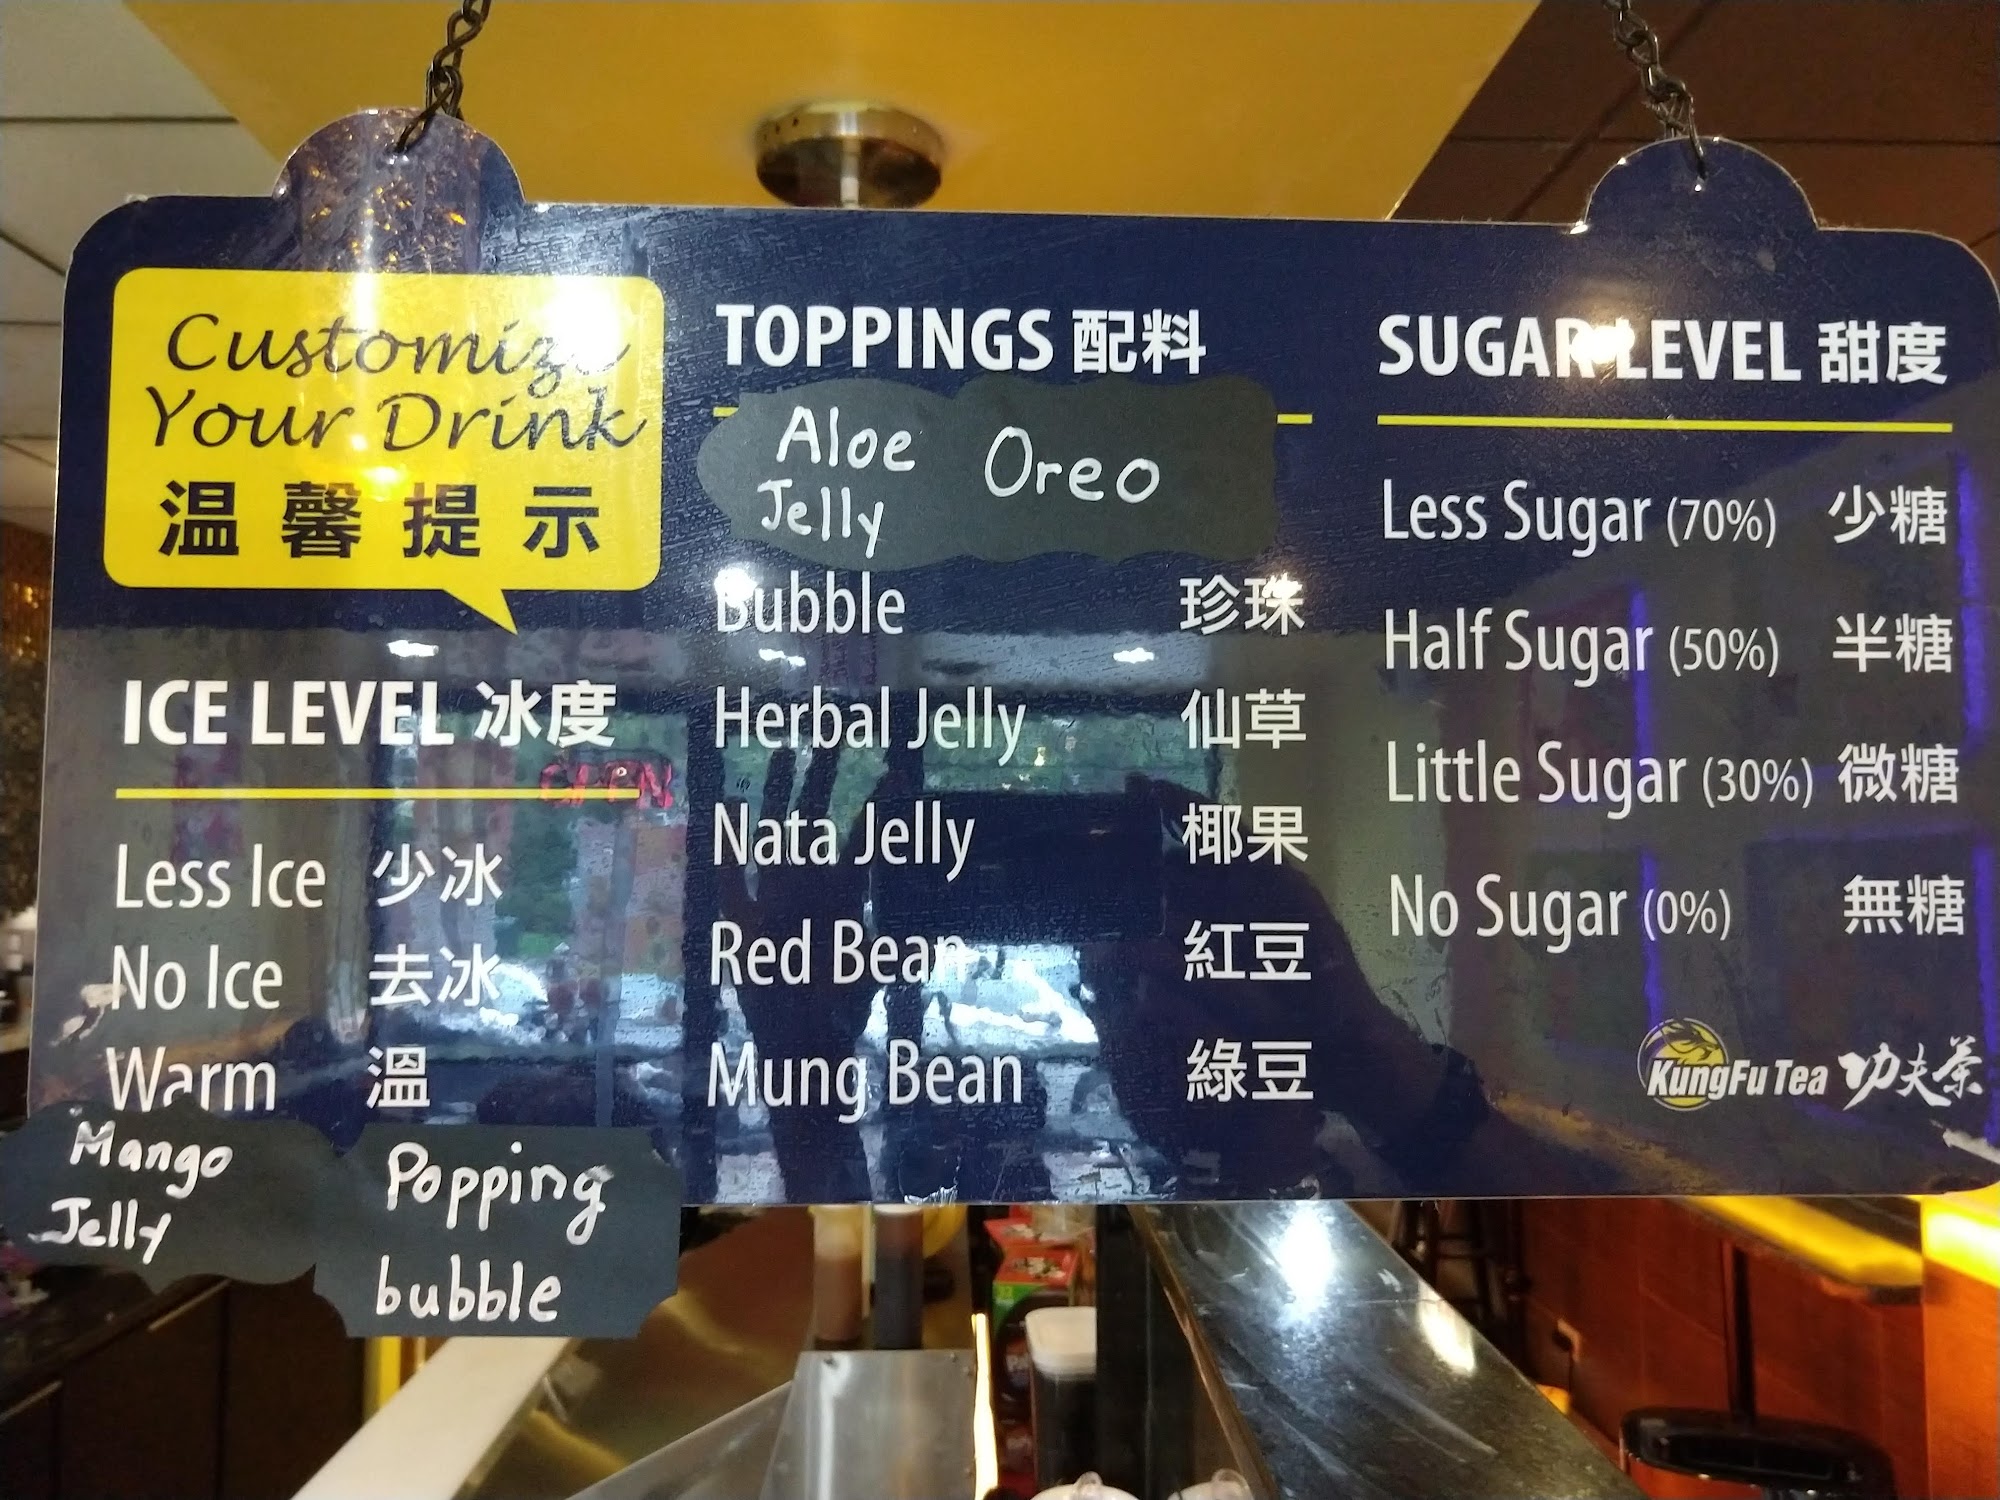 Customize
Your Drink
温馨提示
ICE LEVEL 冰度
Less Ice 少冰
No Ice 去冰
Warm 溫
Mango
Jelly
Popping
bubble
TOPPINGS 配料
Aloe
Jelly
Oreo
Bubble 珍珠
Herbal Jelly 仙草
Nata Jelly 椰果
Red Bean 紅豆
Mung Bean 綠豆
SUGAR LEVEL 甜度
Less Sugar (70%) 少糖
Half Sugar (50%) 半糖
Little Sugar (30%) 微糖
No Sugar (0%) 無糖
KungFu Tea 功夫茶
OPEN